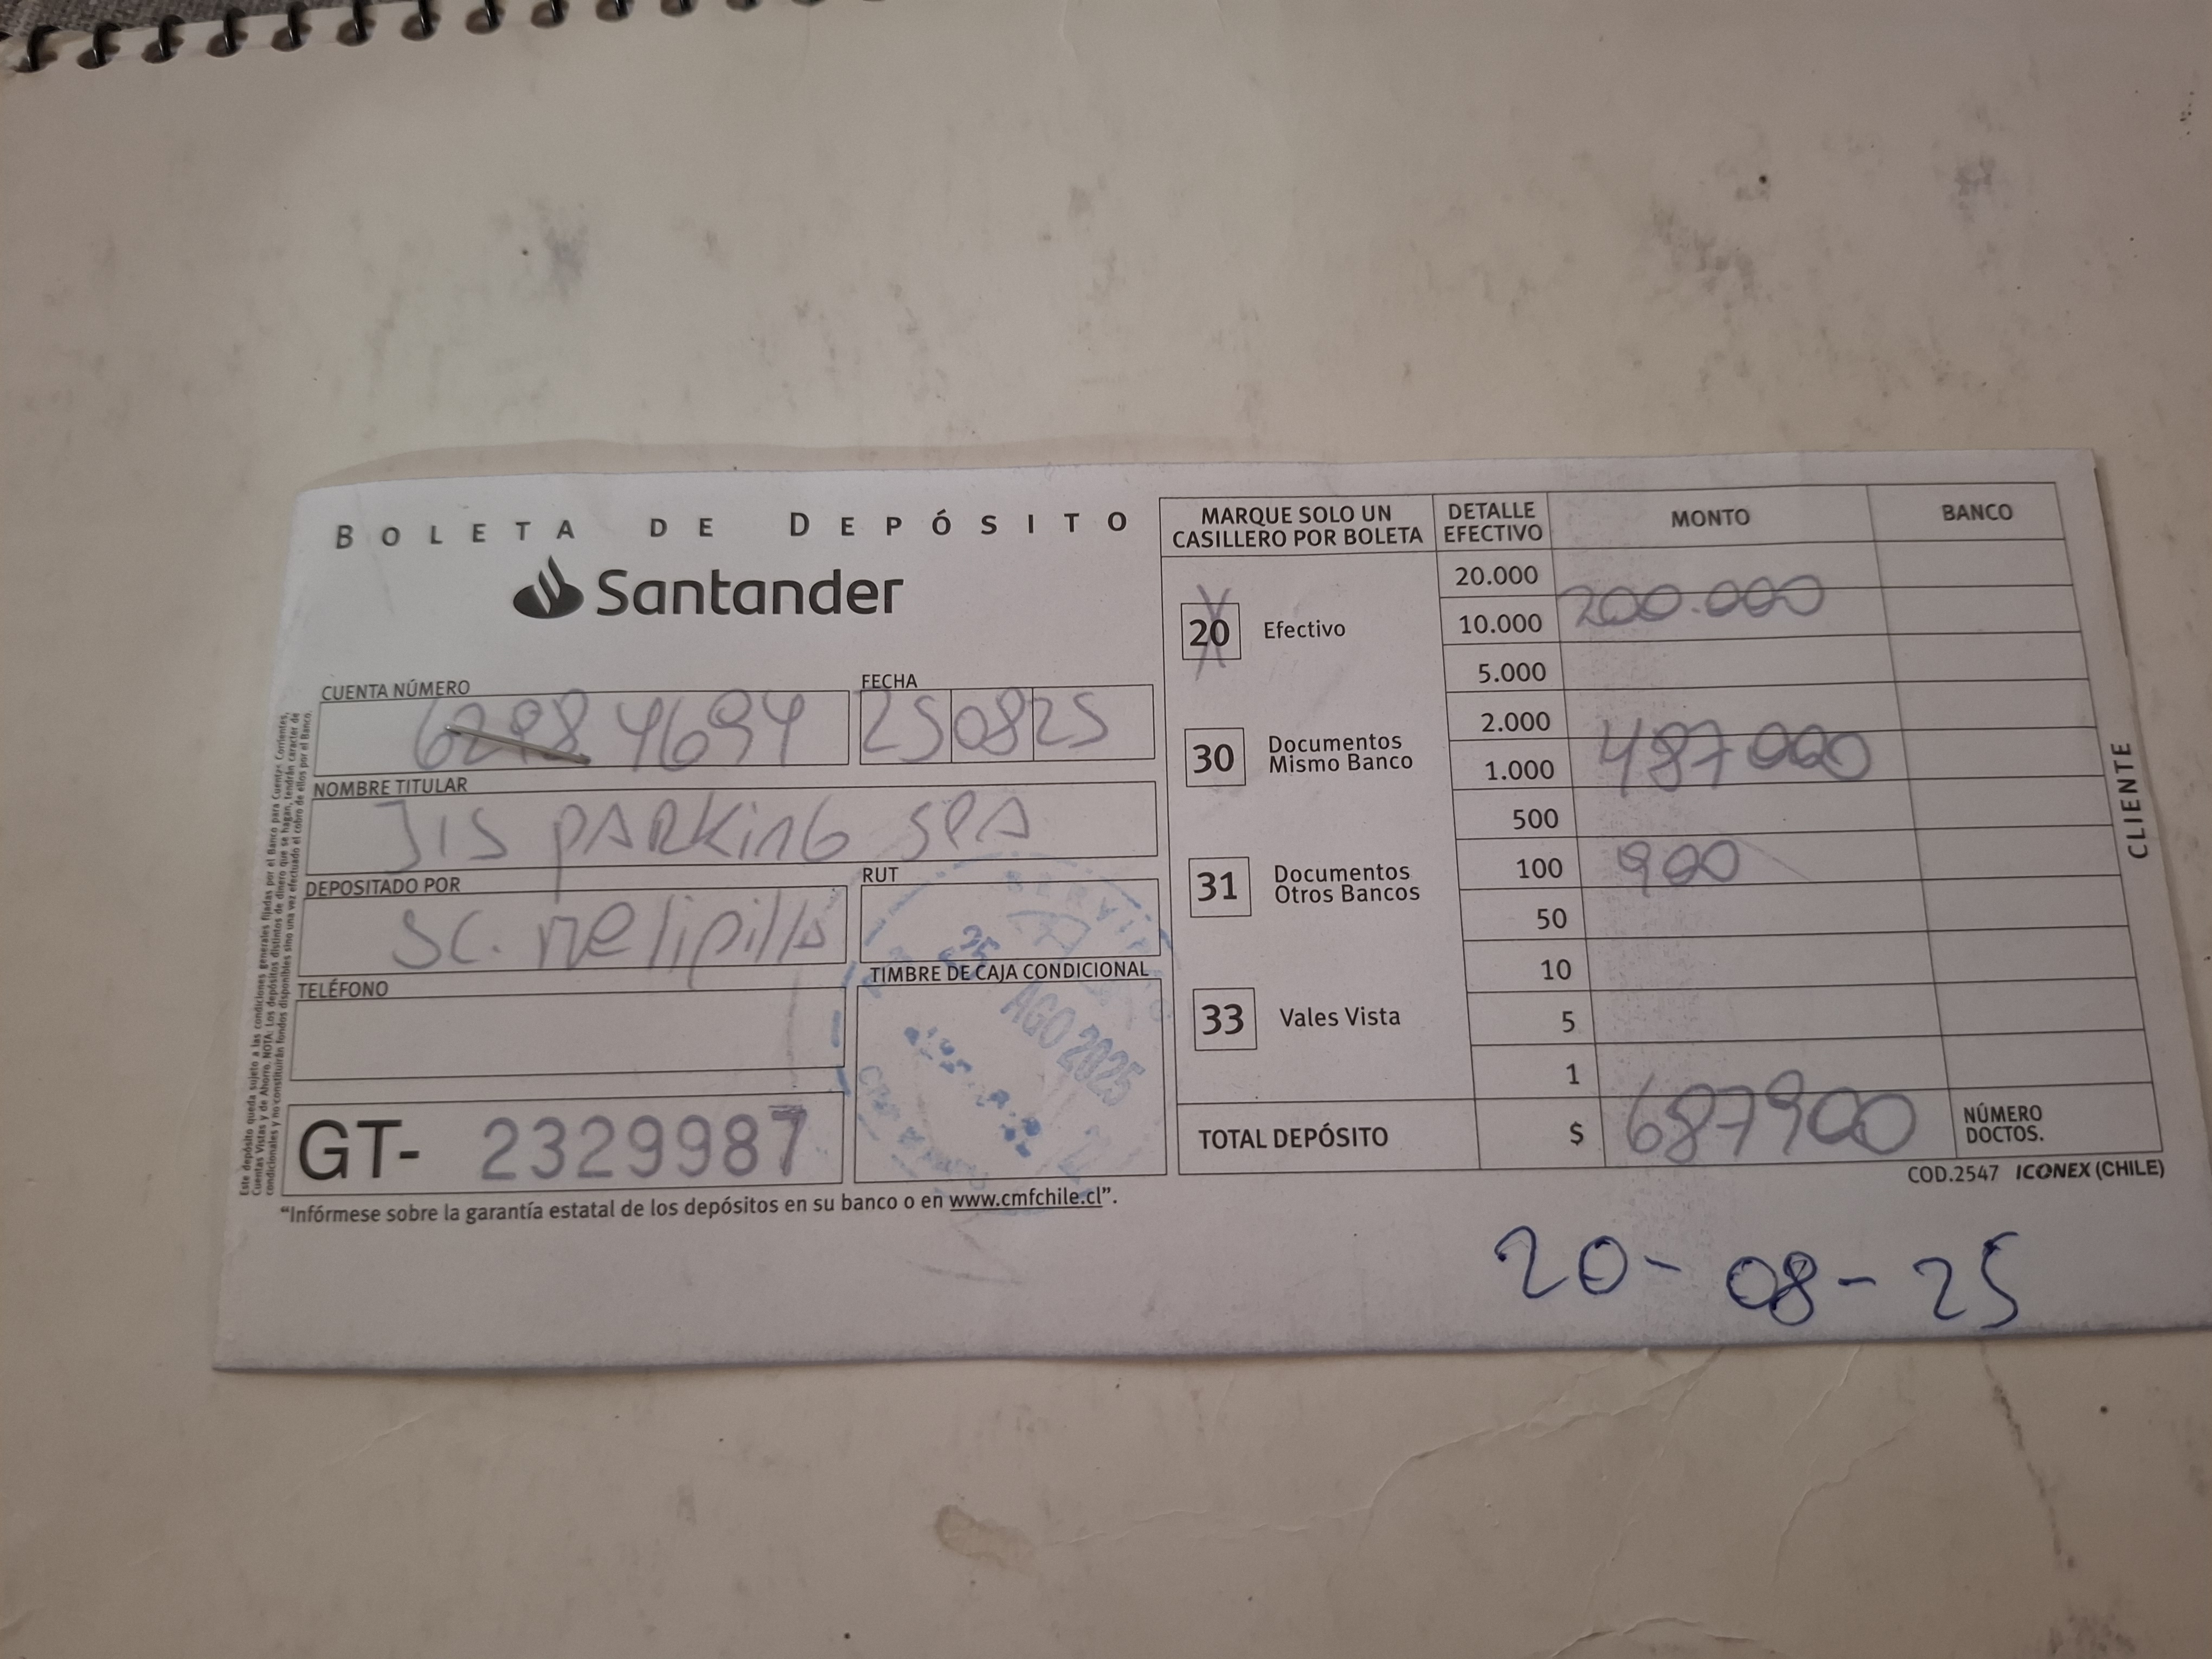 BOLETA DE DEPÓSITO
Santander
CUENTA NÚMERO
62984694
FECHA
25 08 25
NOMBRE TITULAR
JIS PARKING SPA
DEPOSITADO POR
SC. melipilla
RUT
TELÉFONO
TIMBRE DE CAJA CONDICIONAL
25
AGO 2025
GT- 2329987
"Infórmese sobre la garantía estatal de los depósitos en su banco o en www.cmfchile.cl".
MARQUE SOLO UN
CASILLERO POR BOLETA
20 Efectivo
30 Documentos
Mismo Banco
31 Documentos
Otros Bancos
33 Vales Vista
DETALLE
EFECTIVO
MONTO
BANCO
20.000
10.000 200.000
5.000
2.000
1.000 487000
500
100 900
50
10
5
1
TOTAL DEPÓSITO $ 687900
NÚMERO
DOCTOS.
CLIENTE
COD.2547 ICONEX (CHILE)
20-08-25